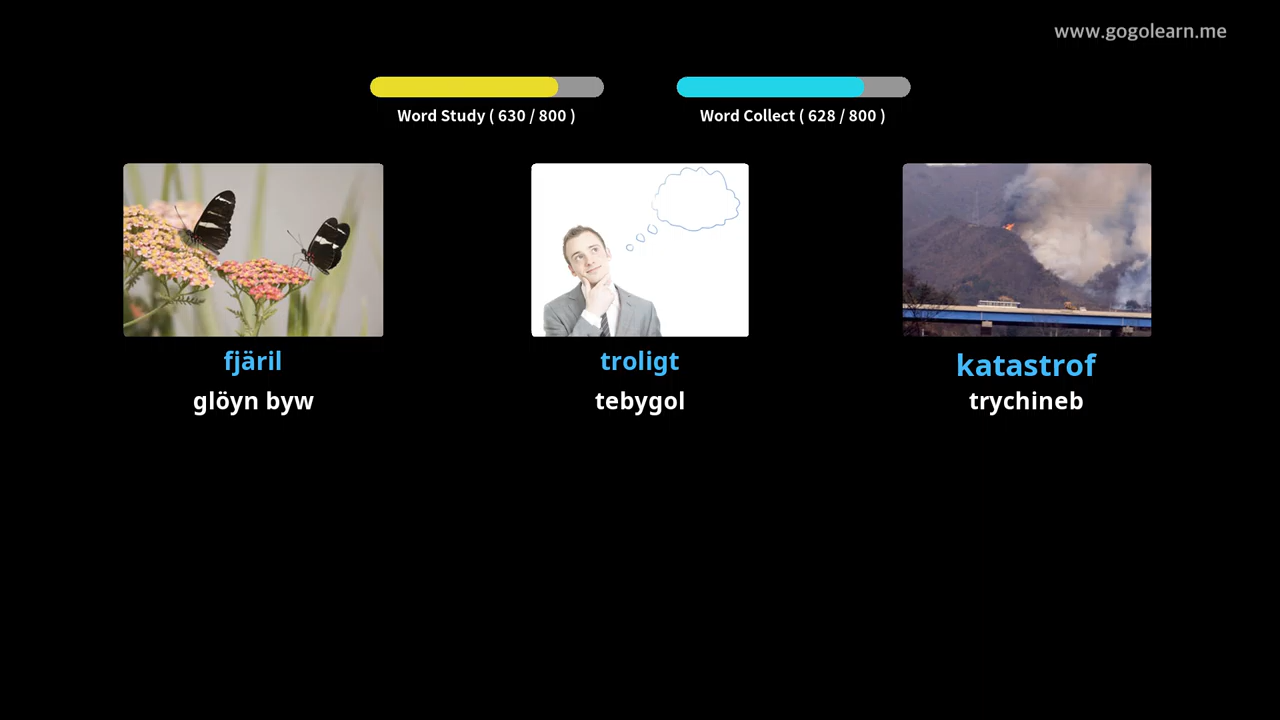 www.gogolearn.me
Word Study ( 630 / 800 )
Word Collect ( 628 / 800 )
fjäril
glöyn byw
troligt
tebygol
katastrof
trychineb